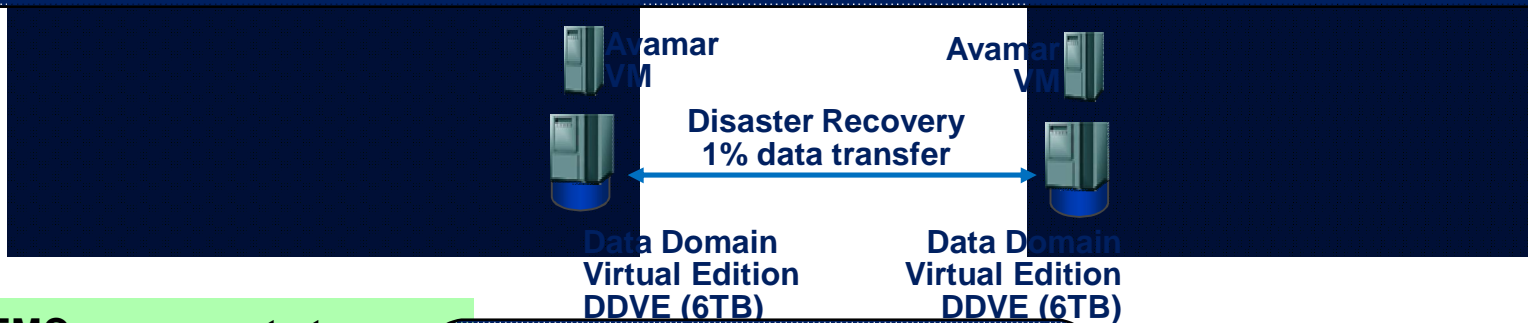 Avamar
VM
Avamar
VM
Disaster Recovery
1% data transfer
Data Domain
Virtual Edition
DDVE (6TB)
Data Domain
Virtual Edition
DDVE (6TB)